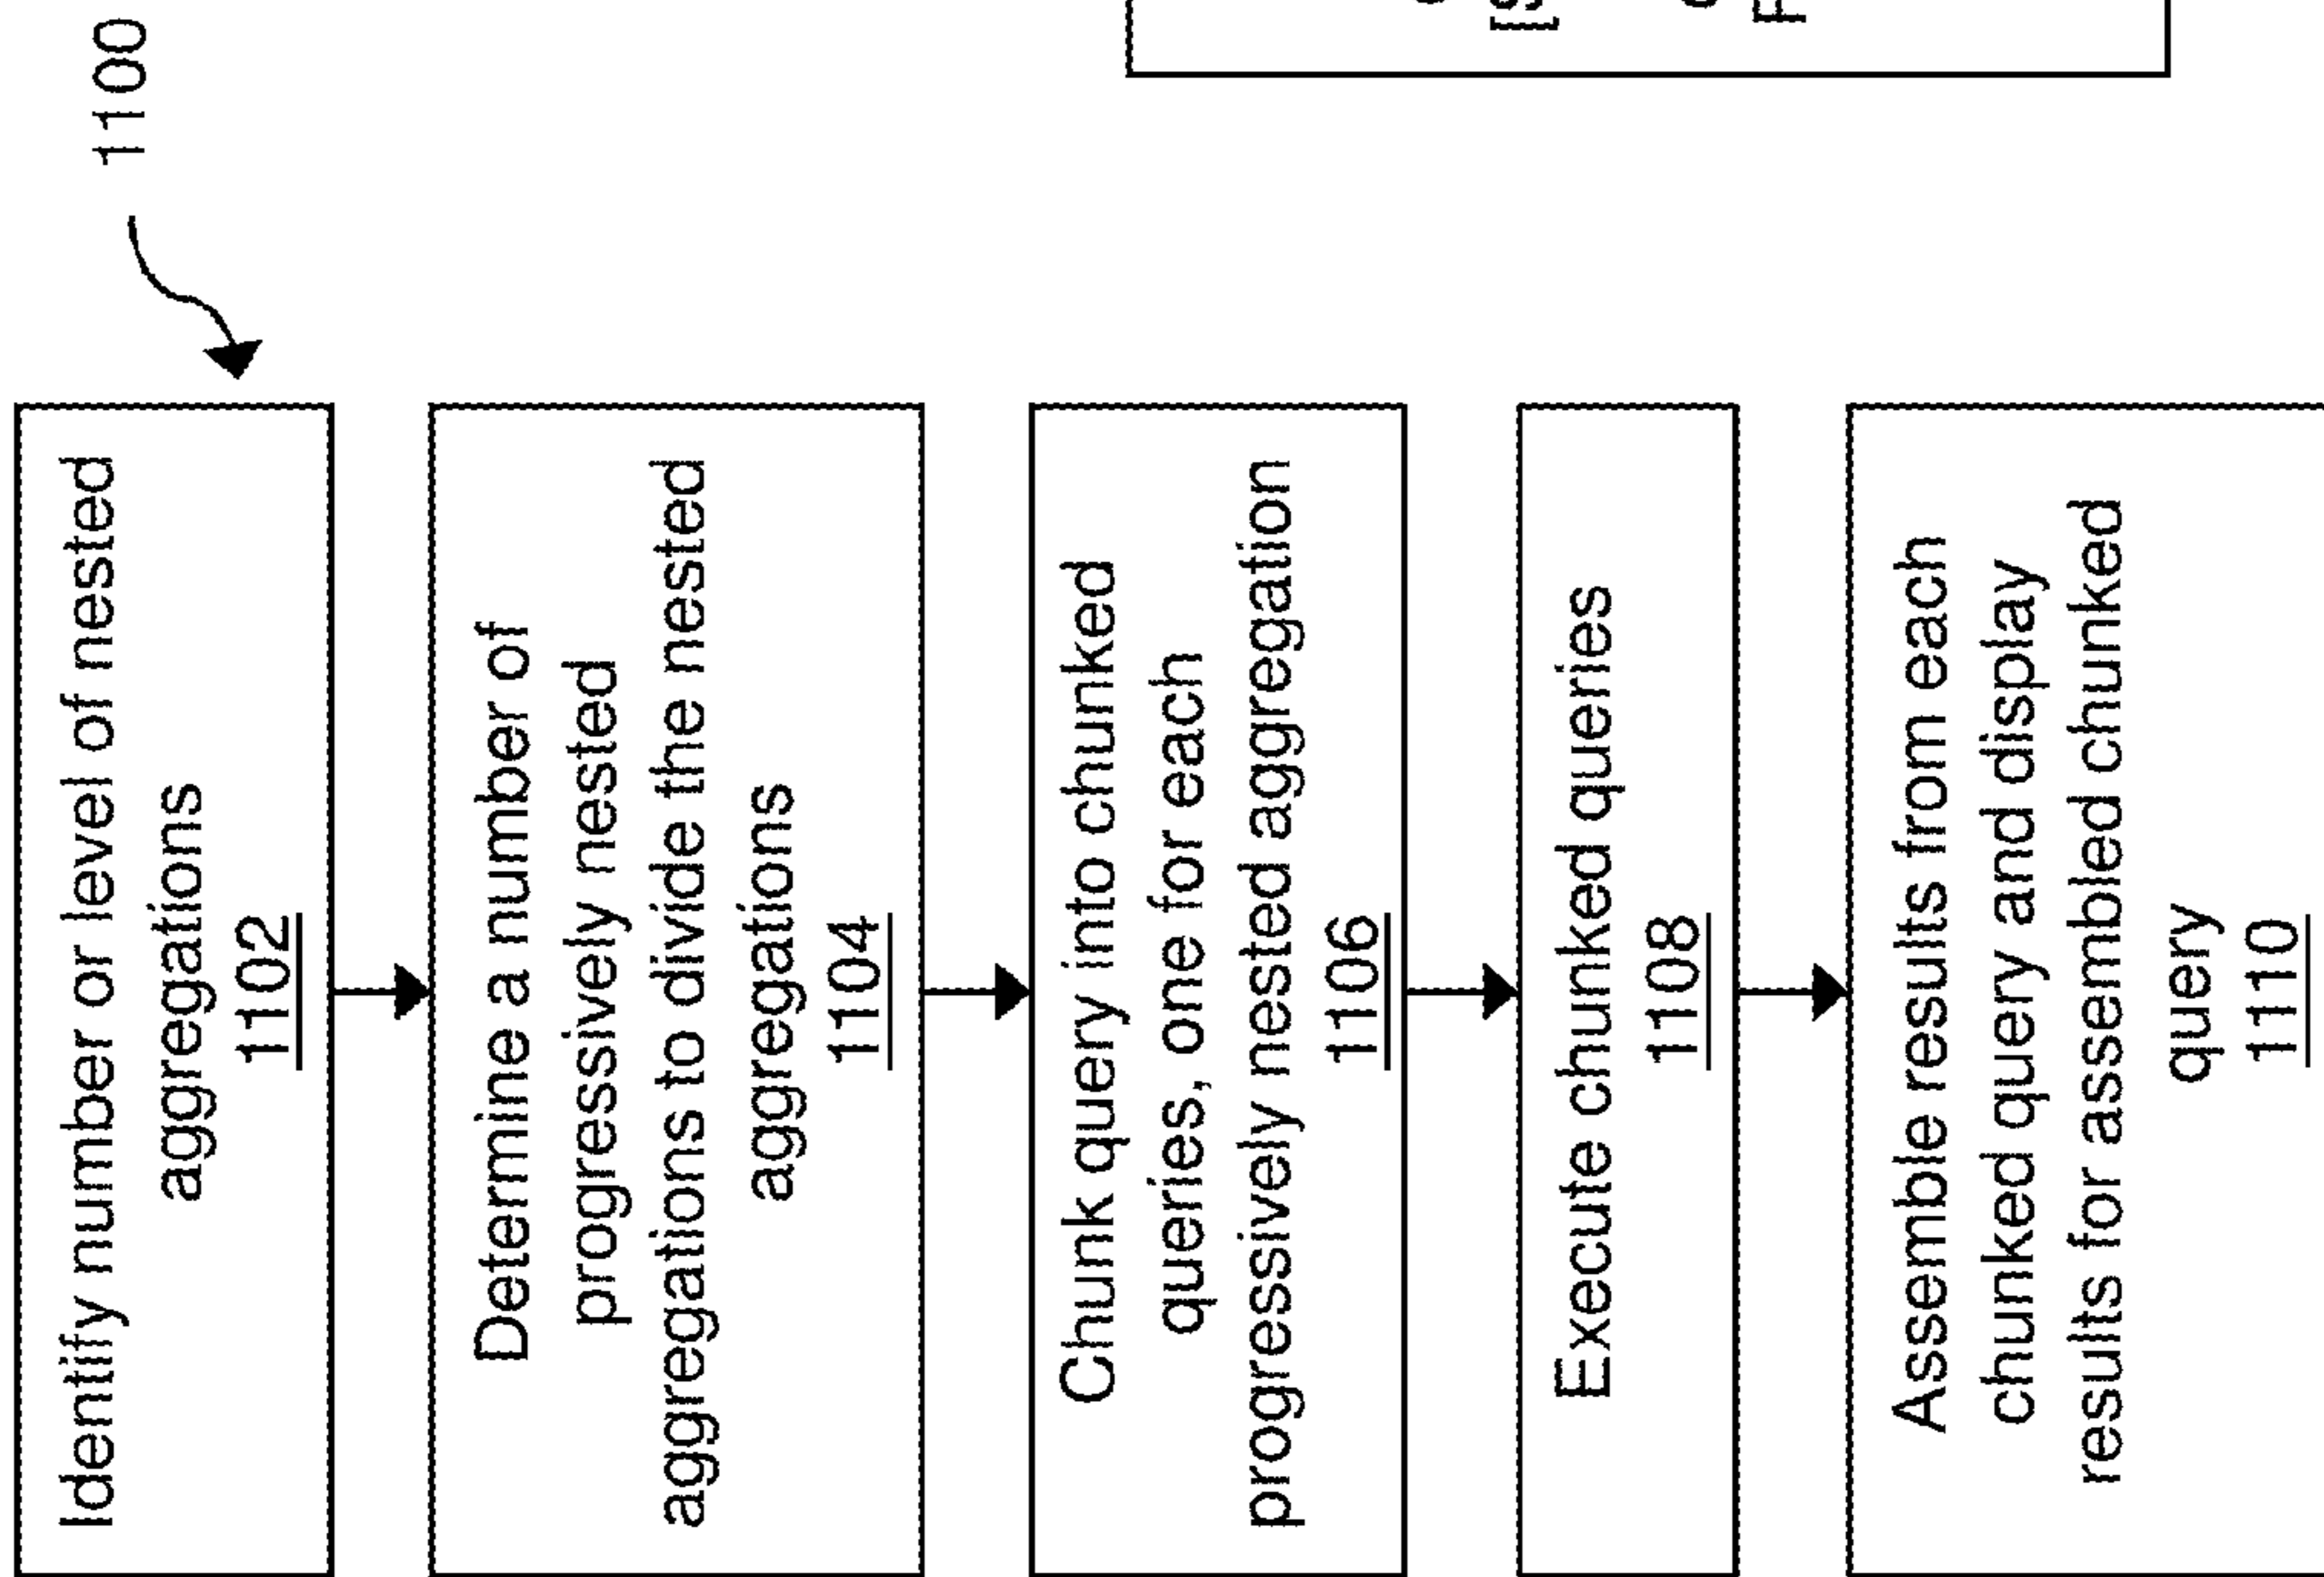 1100
Identify number or level of nested
aggregations
1102
Determine a number of
progressively nested
aggregations to divide the nested
aggregations
1104
Chunk query into chunked
queries, one for each
progressively nested aggregation
1106
Execute chunked queries
1108
Assemble results from each
chunked query and display
results for assembled chunked
query
1110